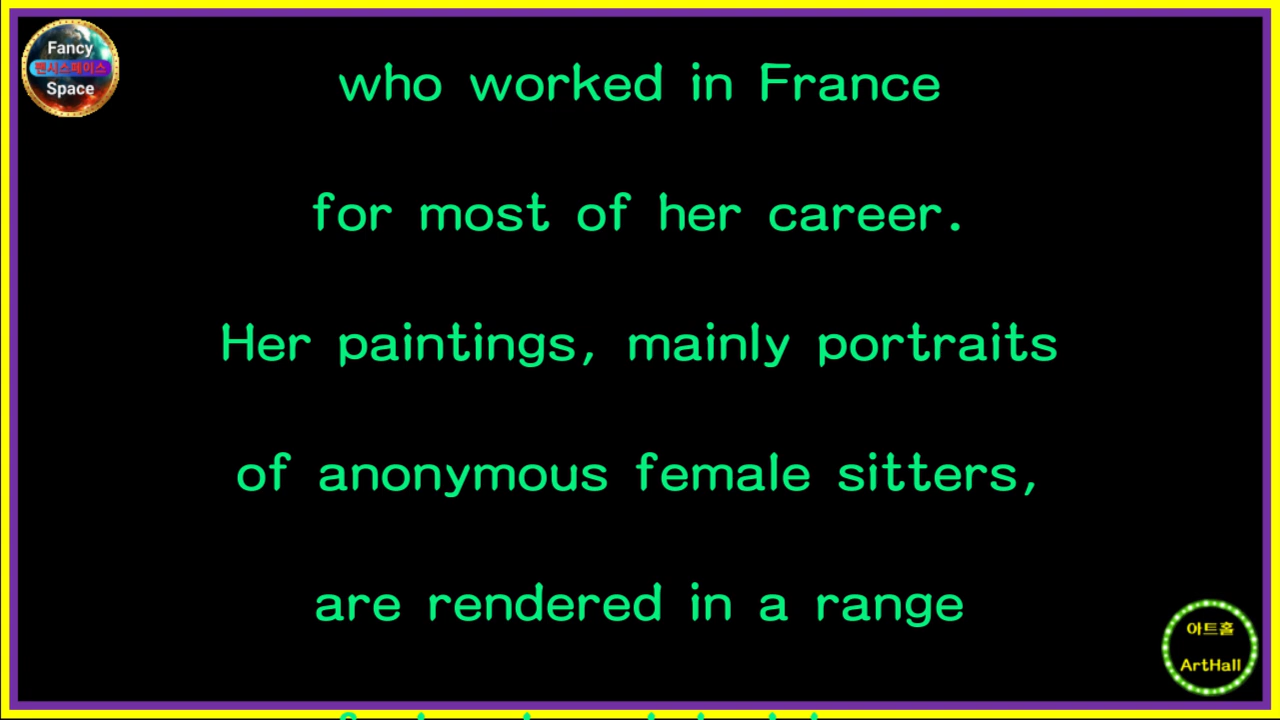 Fancy
팬시스페이스
Space
who worked in France
for most of her career.
Her paintings, mainly portraits
of anonymous female sitters,
are rendered in a range
아트홀
ArtHall